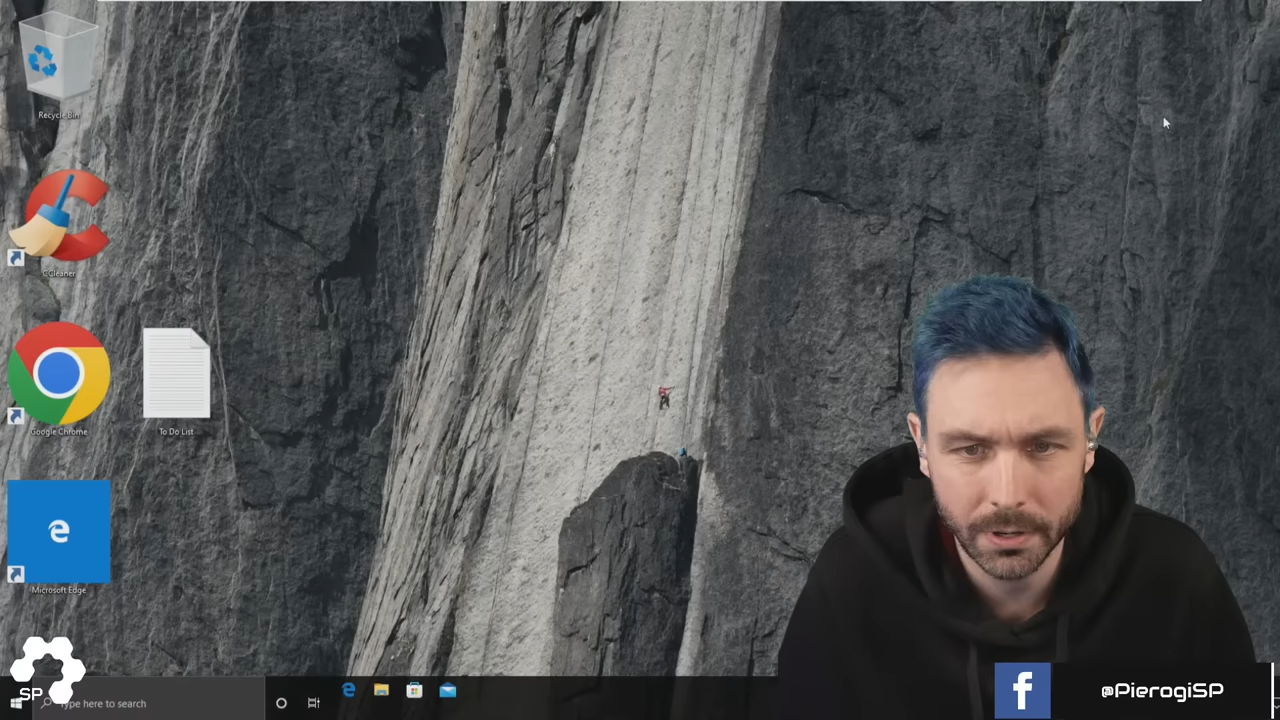 Recycle Bin
CCleaner
Google Chrome
To Do List
Microsoft Edge
SP
Type here to search
@PierogiSP